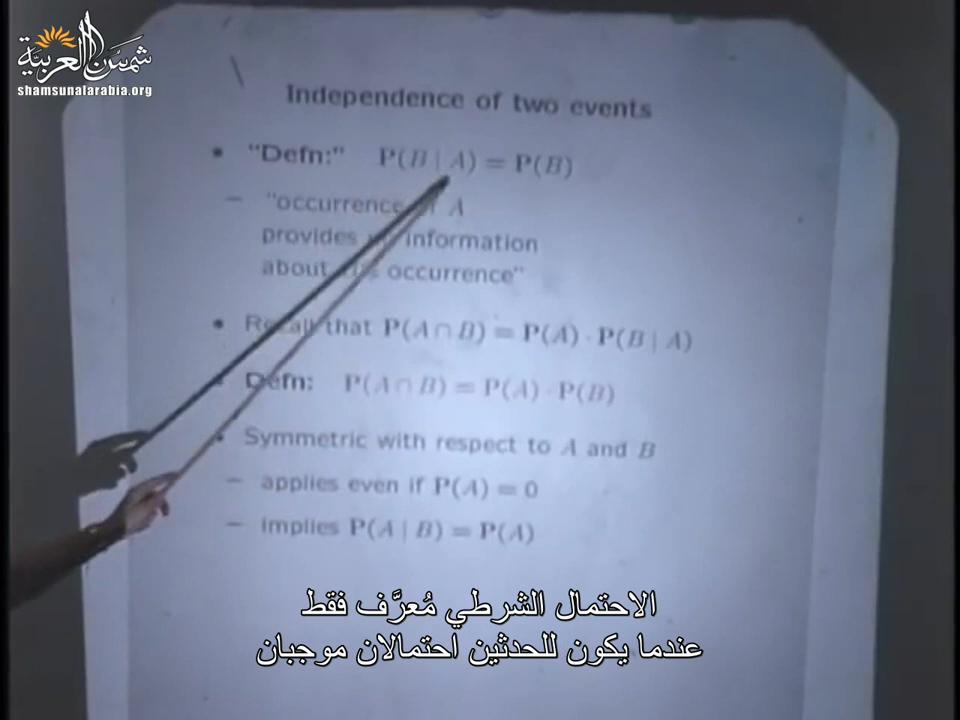 شمس العربية
shamsunalarabia.org
Independence of two events
• "Defn:" P(B | A) = P(B)
– "occurrence of A
provides information
about occurrence"
• Recall that P(A ∩ B) = P(A) · P(B | A)
• Defn: P(A ∩ B) = P(A) · P(B)
• Symmetric with respect to A and B
– applies even if P(A) = 0
– implies P(A | B) = P(A)
الاحتمال الشرطي مُعرَّف فقط
عندما يكون للحدثين احتمالان موجبان